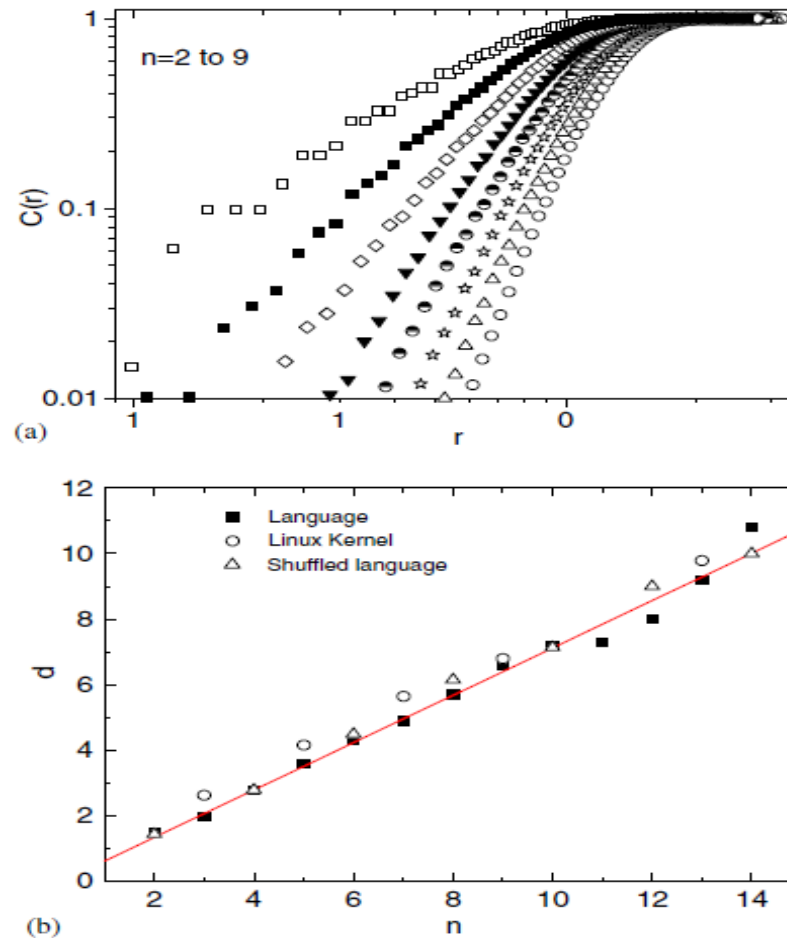 1
n=2 to 9
C(r)
0.1
0.01
1 1 0
(a) r
12
Language
Linux Kernel
10
Shuffled language
8
d
6
4
2
0
2 4 6 8 10 12 14
(b) n